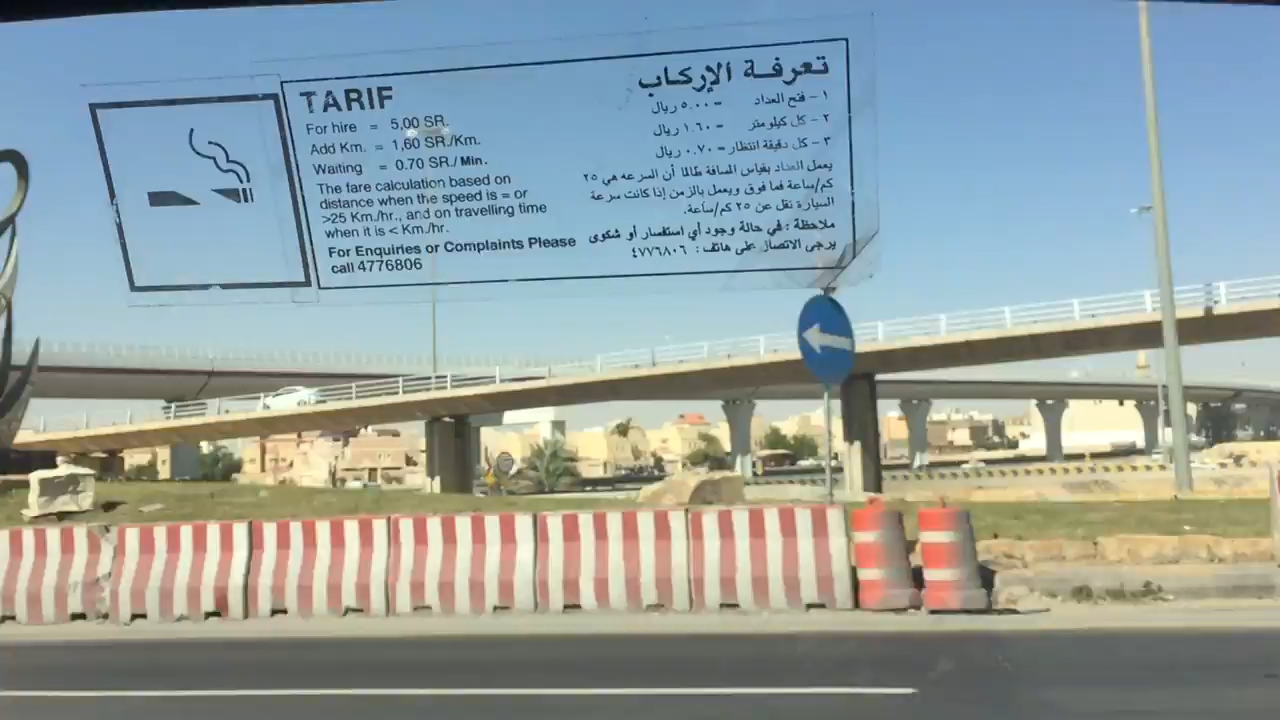 TARIF
For hire = 5,00 SR.
Add Km. = 1,60 SR./Km.
Waiting = 0.70 SR./Min.
The fare calculation based on
distance when the speed is = or
>25 Km./hr., and on travelling time
when it is < Km./hr.
For Enquiries or Complaints Please
call 4776806
تعرفة الإركاب
١ - فتح العداد = ٥.٠٠ ريال
٢ - كل كيلومتر = ١.٦٠ ريال
٣ - كل دقيقة انتظار = ٠.٧٠ ريال
يعمل العداد بقياس المسافة طالما أن السرعه هي ٢٥
كم/ساعة فما فوق ويعمل بالزمن إذا كانت سرعة
السيارة تقل عن ٢٥ كم/ساعة.
ملاحظة : في حالة وجود أي استفسار أو شكوى
يرجى الاتصال على هاتف : ٤٧٧٦٨٠٦